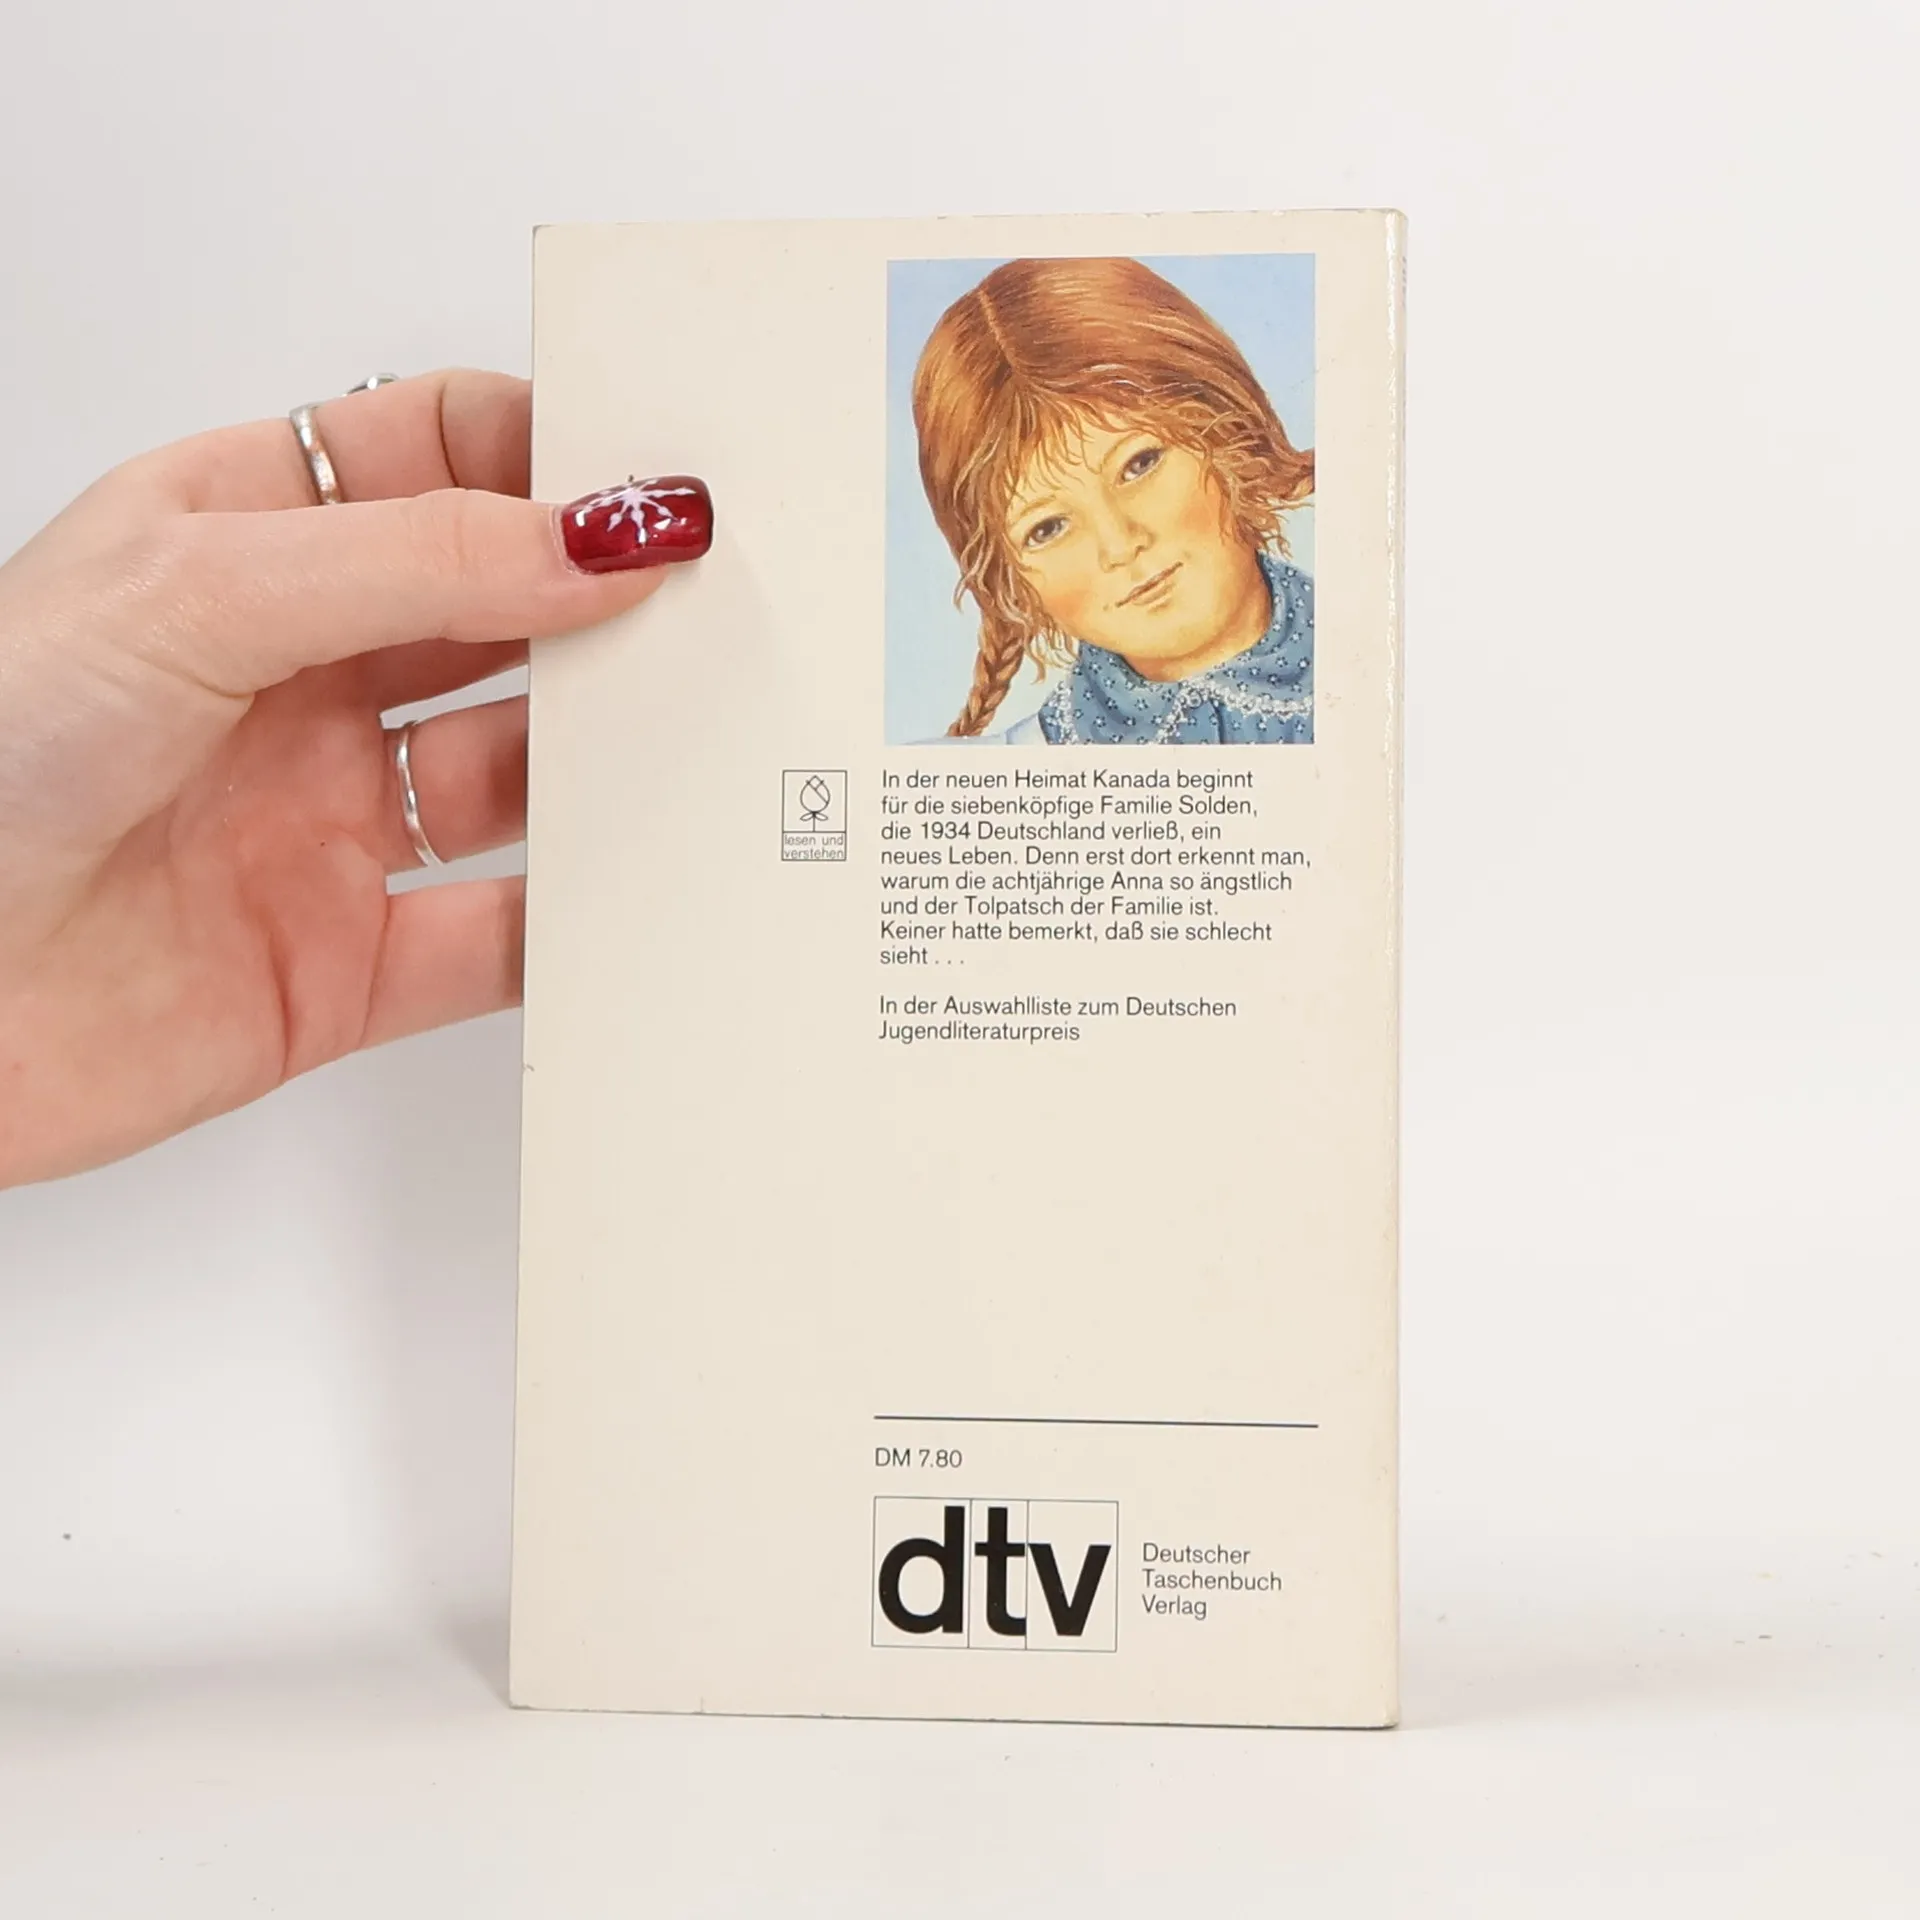 In der neuen Heimat Kanada beginnt
für die siebenköpfige Familie Solden,
die 1934 Deutschland verließ, ein
neues Leben. Denn erst dort erkennt man,
warum die achtjährige Anna so ängstlich
und der Tolpatsch der Familie ist.
Keiner hatte bemerkt, daß sie schlecht
sieht . . .
lesen und
verstehen
In der Auswahlliste zum Deutschen
Jugendliteraturpreis
DM 7.80
dtv
Deutscher
Taschenbuch
Verlag